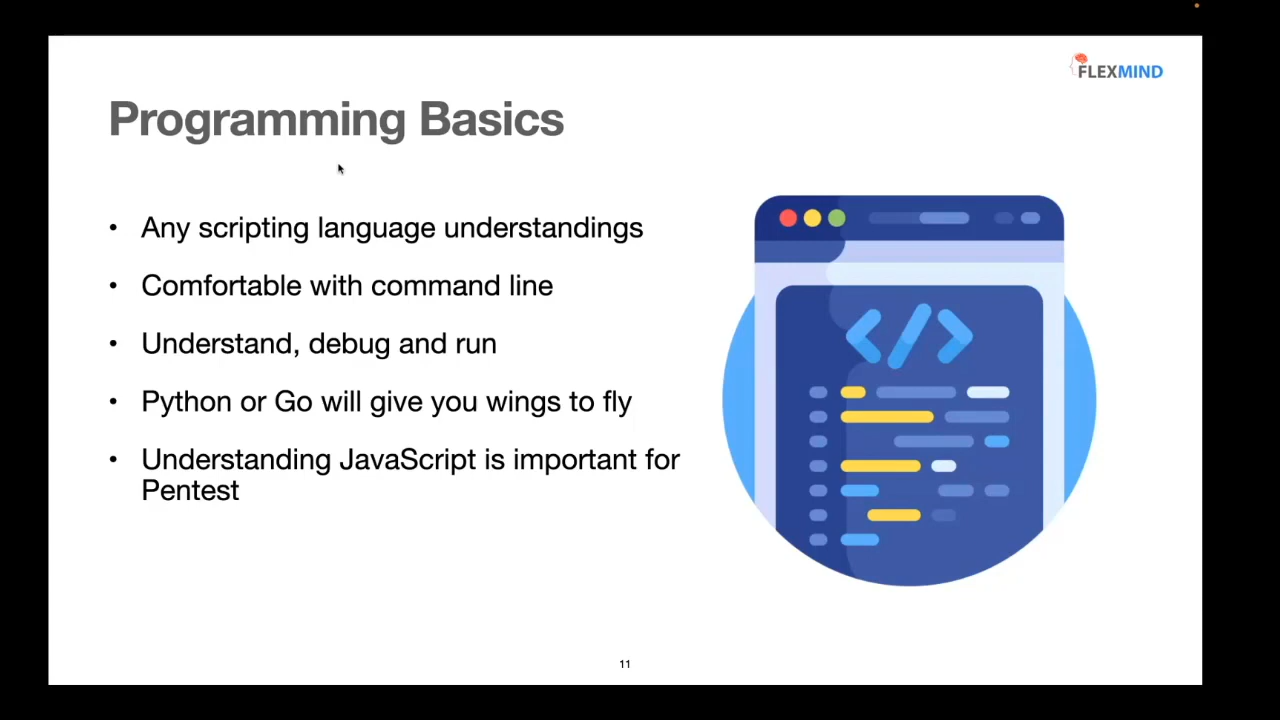 FLEXMIND
Programming Basics
• Any scripting language understandings
• Comfortable with command line
• Understand, debug and run
• Python or Go will give you wings to fly
• Understanding JavaScript is important for
Pentest
</>
11